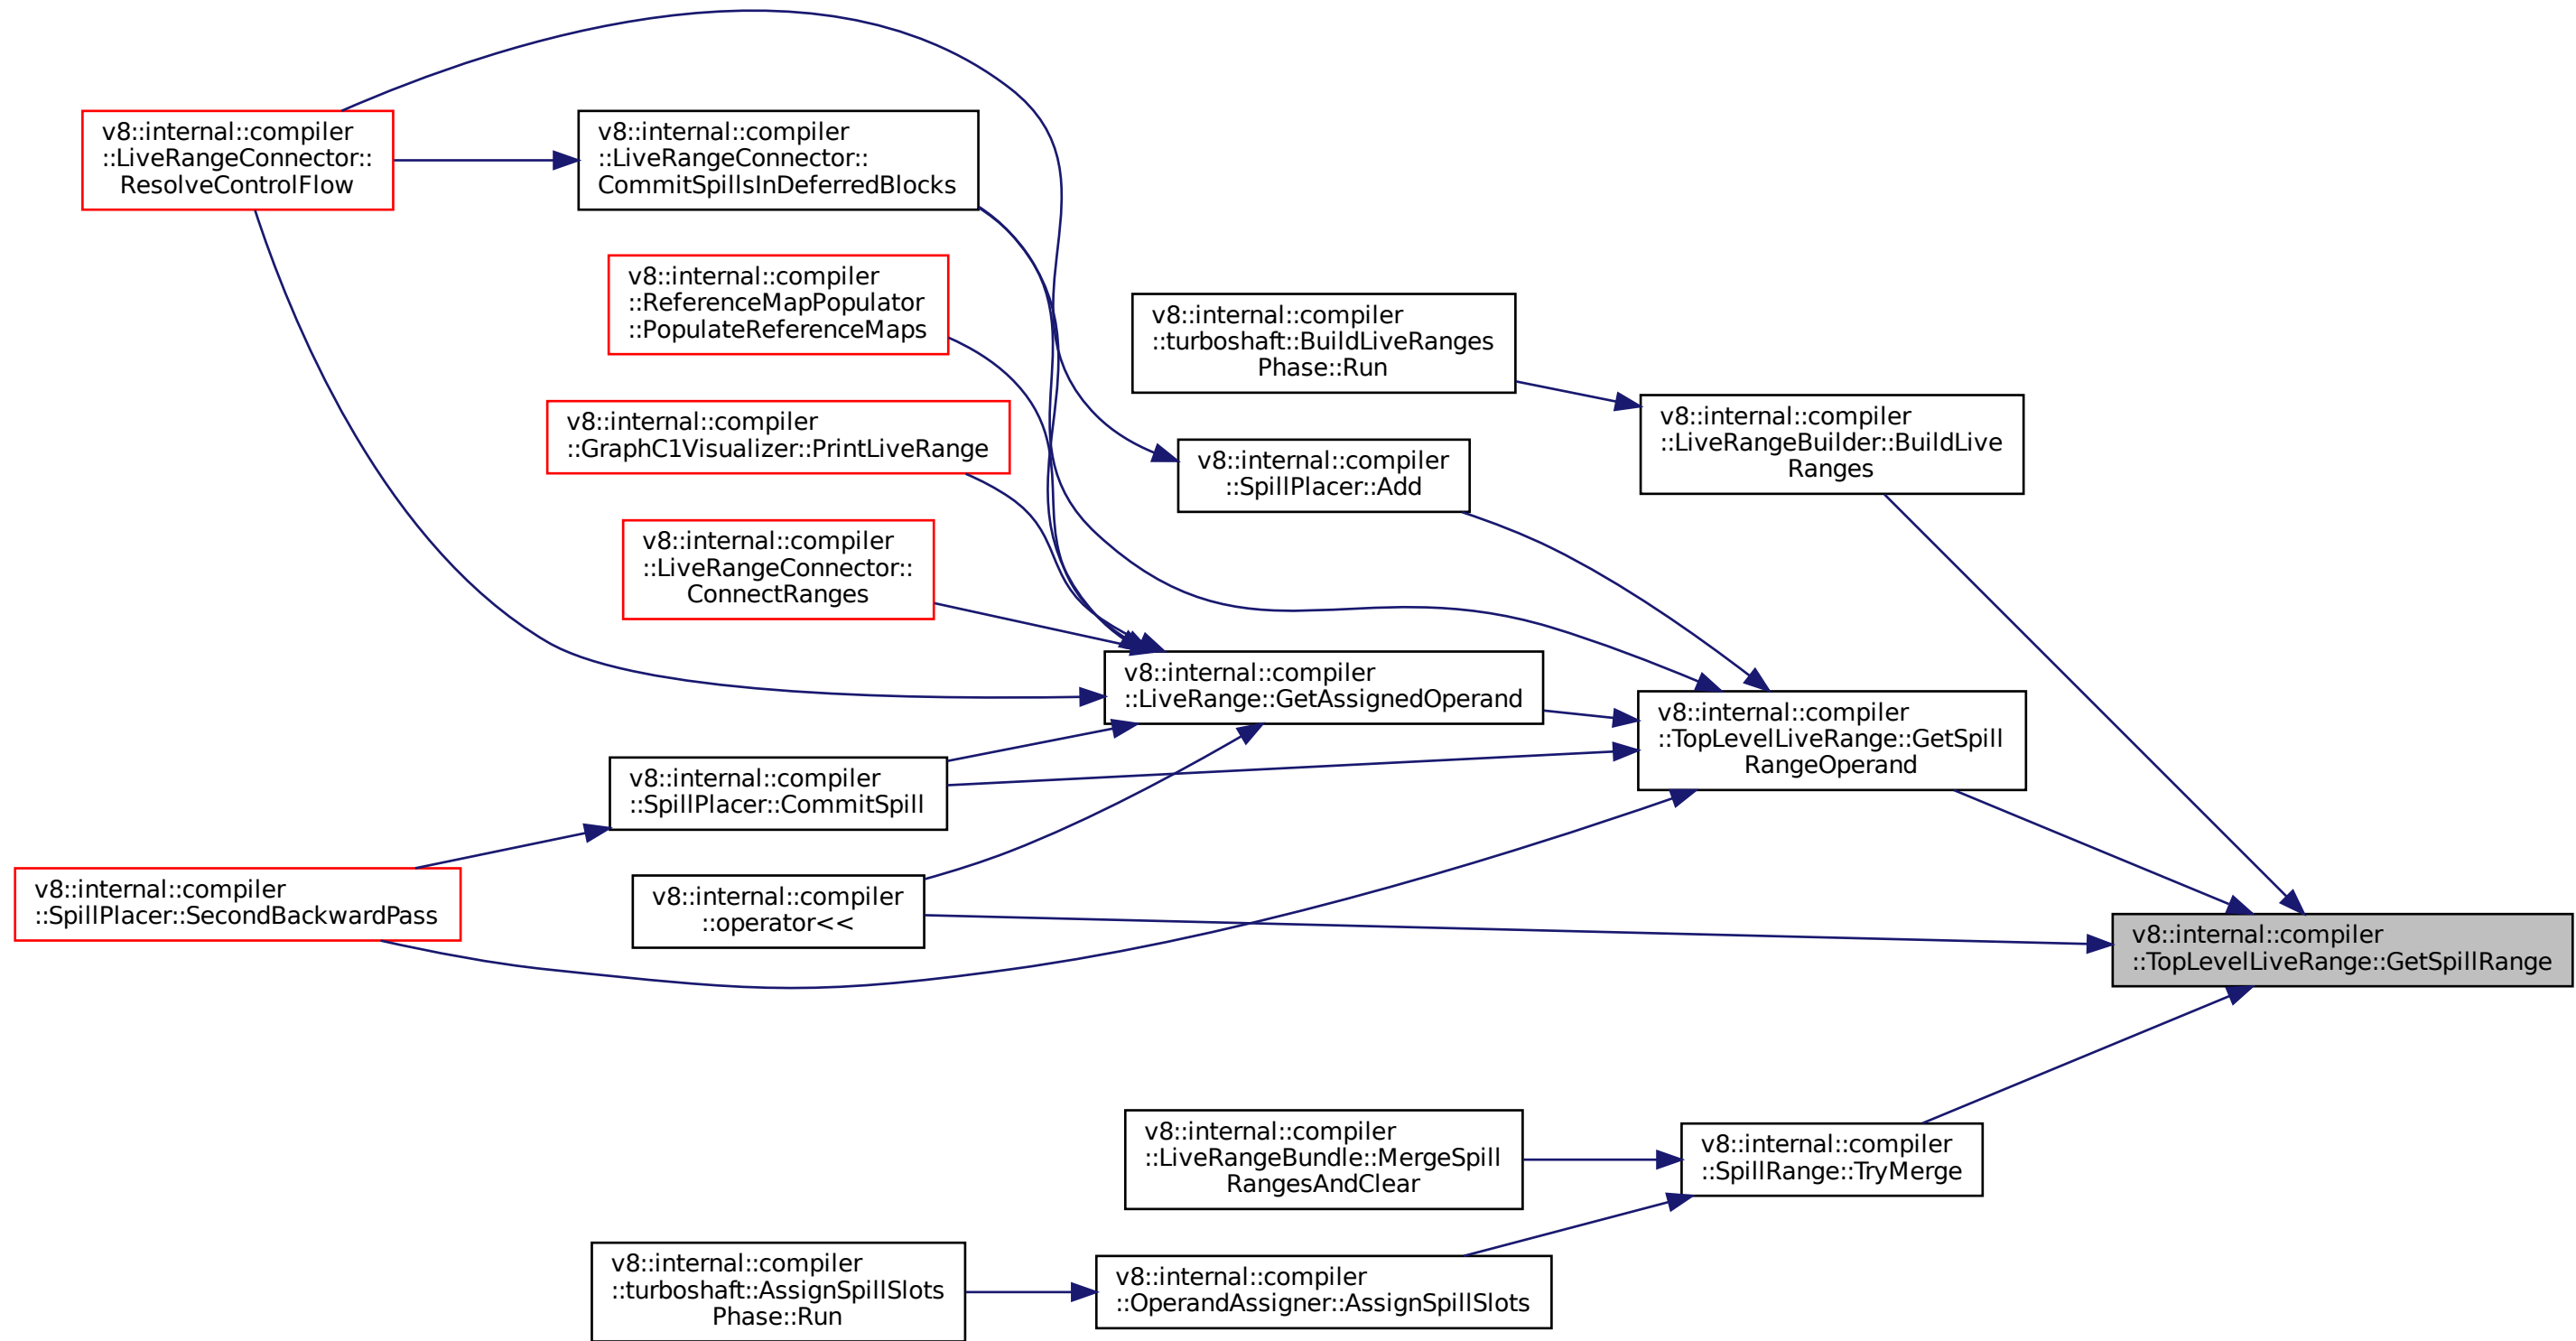 v8::internal::compiler
::LiveRangeConnector::
ResolveControlFlow
v8::internal::compiler
::LiveRangeConnector::
CommitSpillsInDeferredBlocks
v8::internal::compiler
::ReferenceMapPopulator
::PopulateReferenceMaps
v8::internal::compiler
::turboshaft::BuildLiveRanges
Phase::Run
v8::internal::compiler
::GraphC1Visualizer::PrintLiveRange
v8::internal::compiler
::LiveRangeBuilder::BuildLive
Ranges
v8::internal::compiler
::SpillPlacer::Add
v8::internal::compiler
::LiveRangeConnector::
ConnectRanges
v8::internal::compiler
::LiveRange::GetAssignedOperand
v8::internal::compiler
::TopLevelLiveRange::GetSpill
RangeOperand
v8::internal::compiler
::SpillPlacer::CommitSpill
v8::internal::compiler
::SpillPlacer::SecondBackwardPass
v8::internal::compiler
::operator<<
v8::internal::compiler
::TopLevelLiveRange::GetSpillRange
v8::internal::compiler
::LiveRangeBundle::MergeSpill
RangesAndClear
v8::internal::compiler
::SpillRange::TryMerge
v8::internal::compiler
::turboshaft::AssignSpillSlots
Phase::Run
v8::internal::compiler
::OperandAssigner::AssignSpillSlots